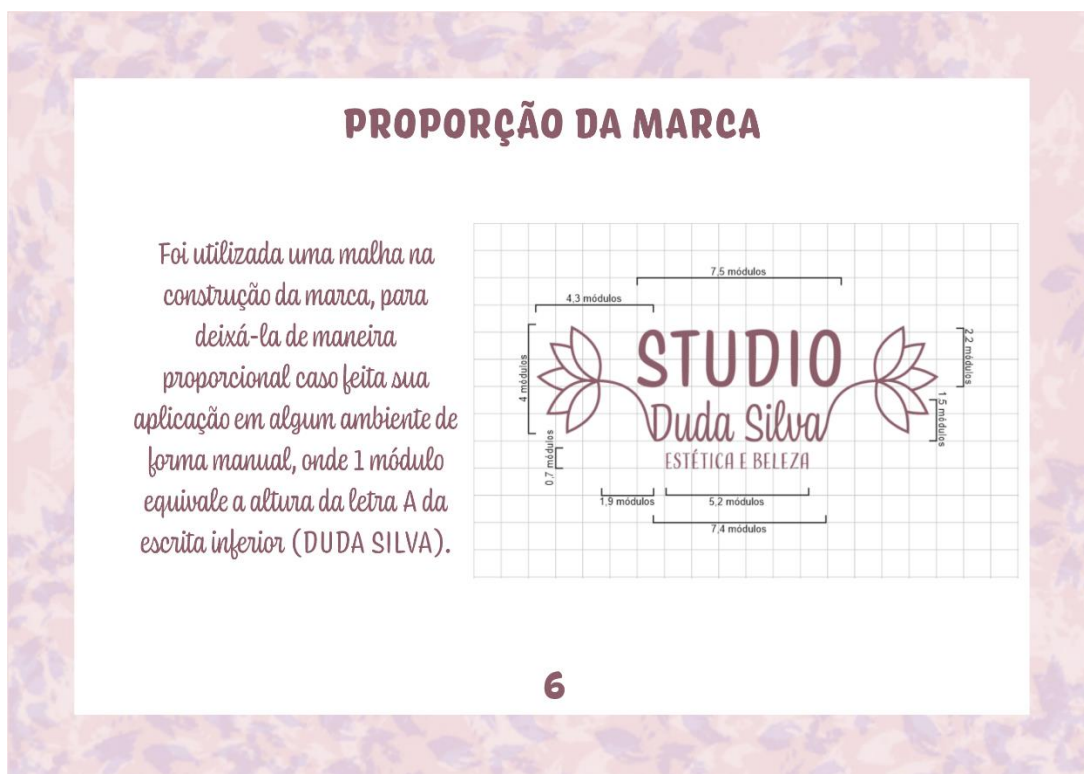 PROPORÇÃO DA MARCA
Foi utilizada uma malha na
construção da marca, para
deixá-la de maneira
proporcional caso feita sua
aplicação em algum ambiente de
forma manual, onde 1 módulo
equivale a altura da letra A da
escrita inferior (DUDA SILVA).
7,5 módulos
4,3 módulos
4 módulos
STUDIO
Duda Silva
ESTÉTICA E BELEZA
2,2 módulos
1,5 módulos
0,7 módulos
1,9 módulos
5,2 módulos
7,4 módulos
6